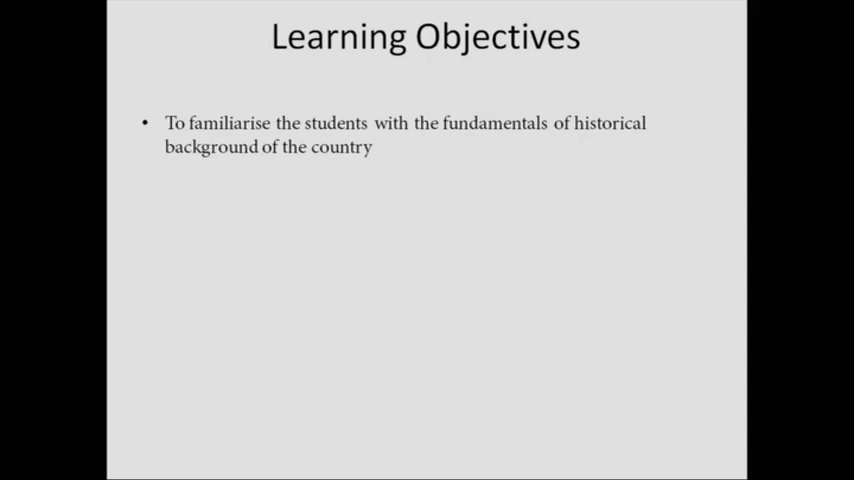 Learning Objectives
• To familiarise the students with the fundamentals of historical
background of the country